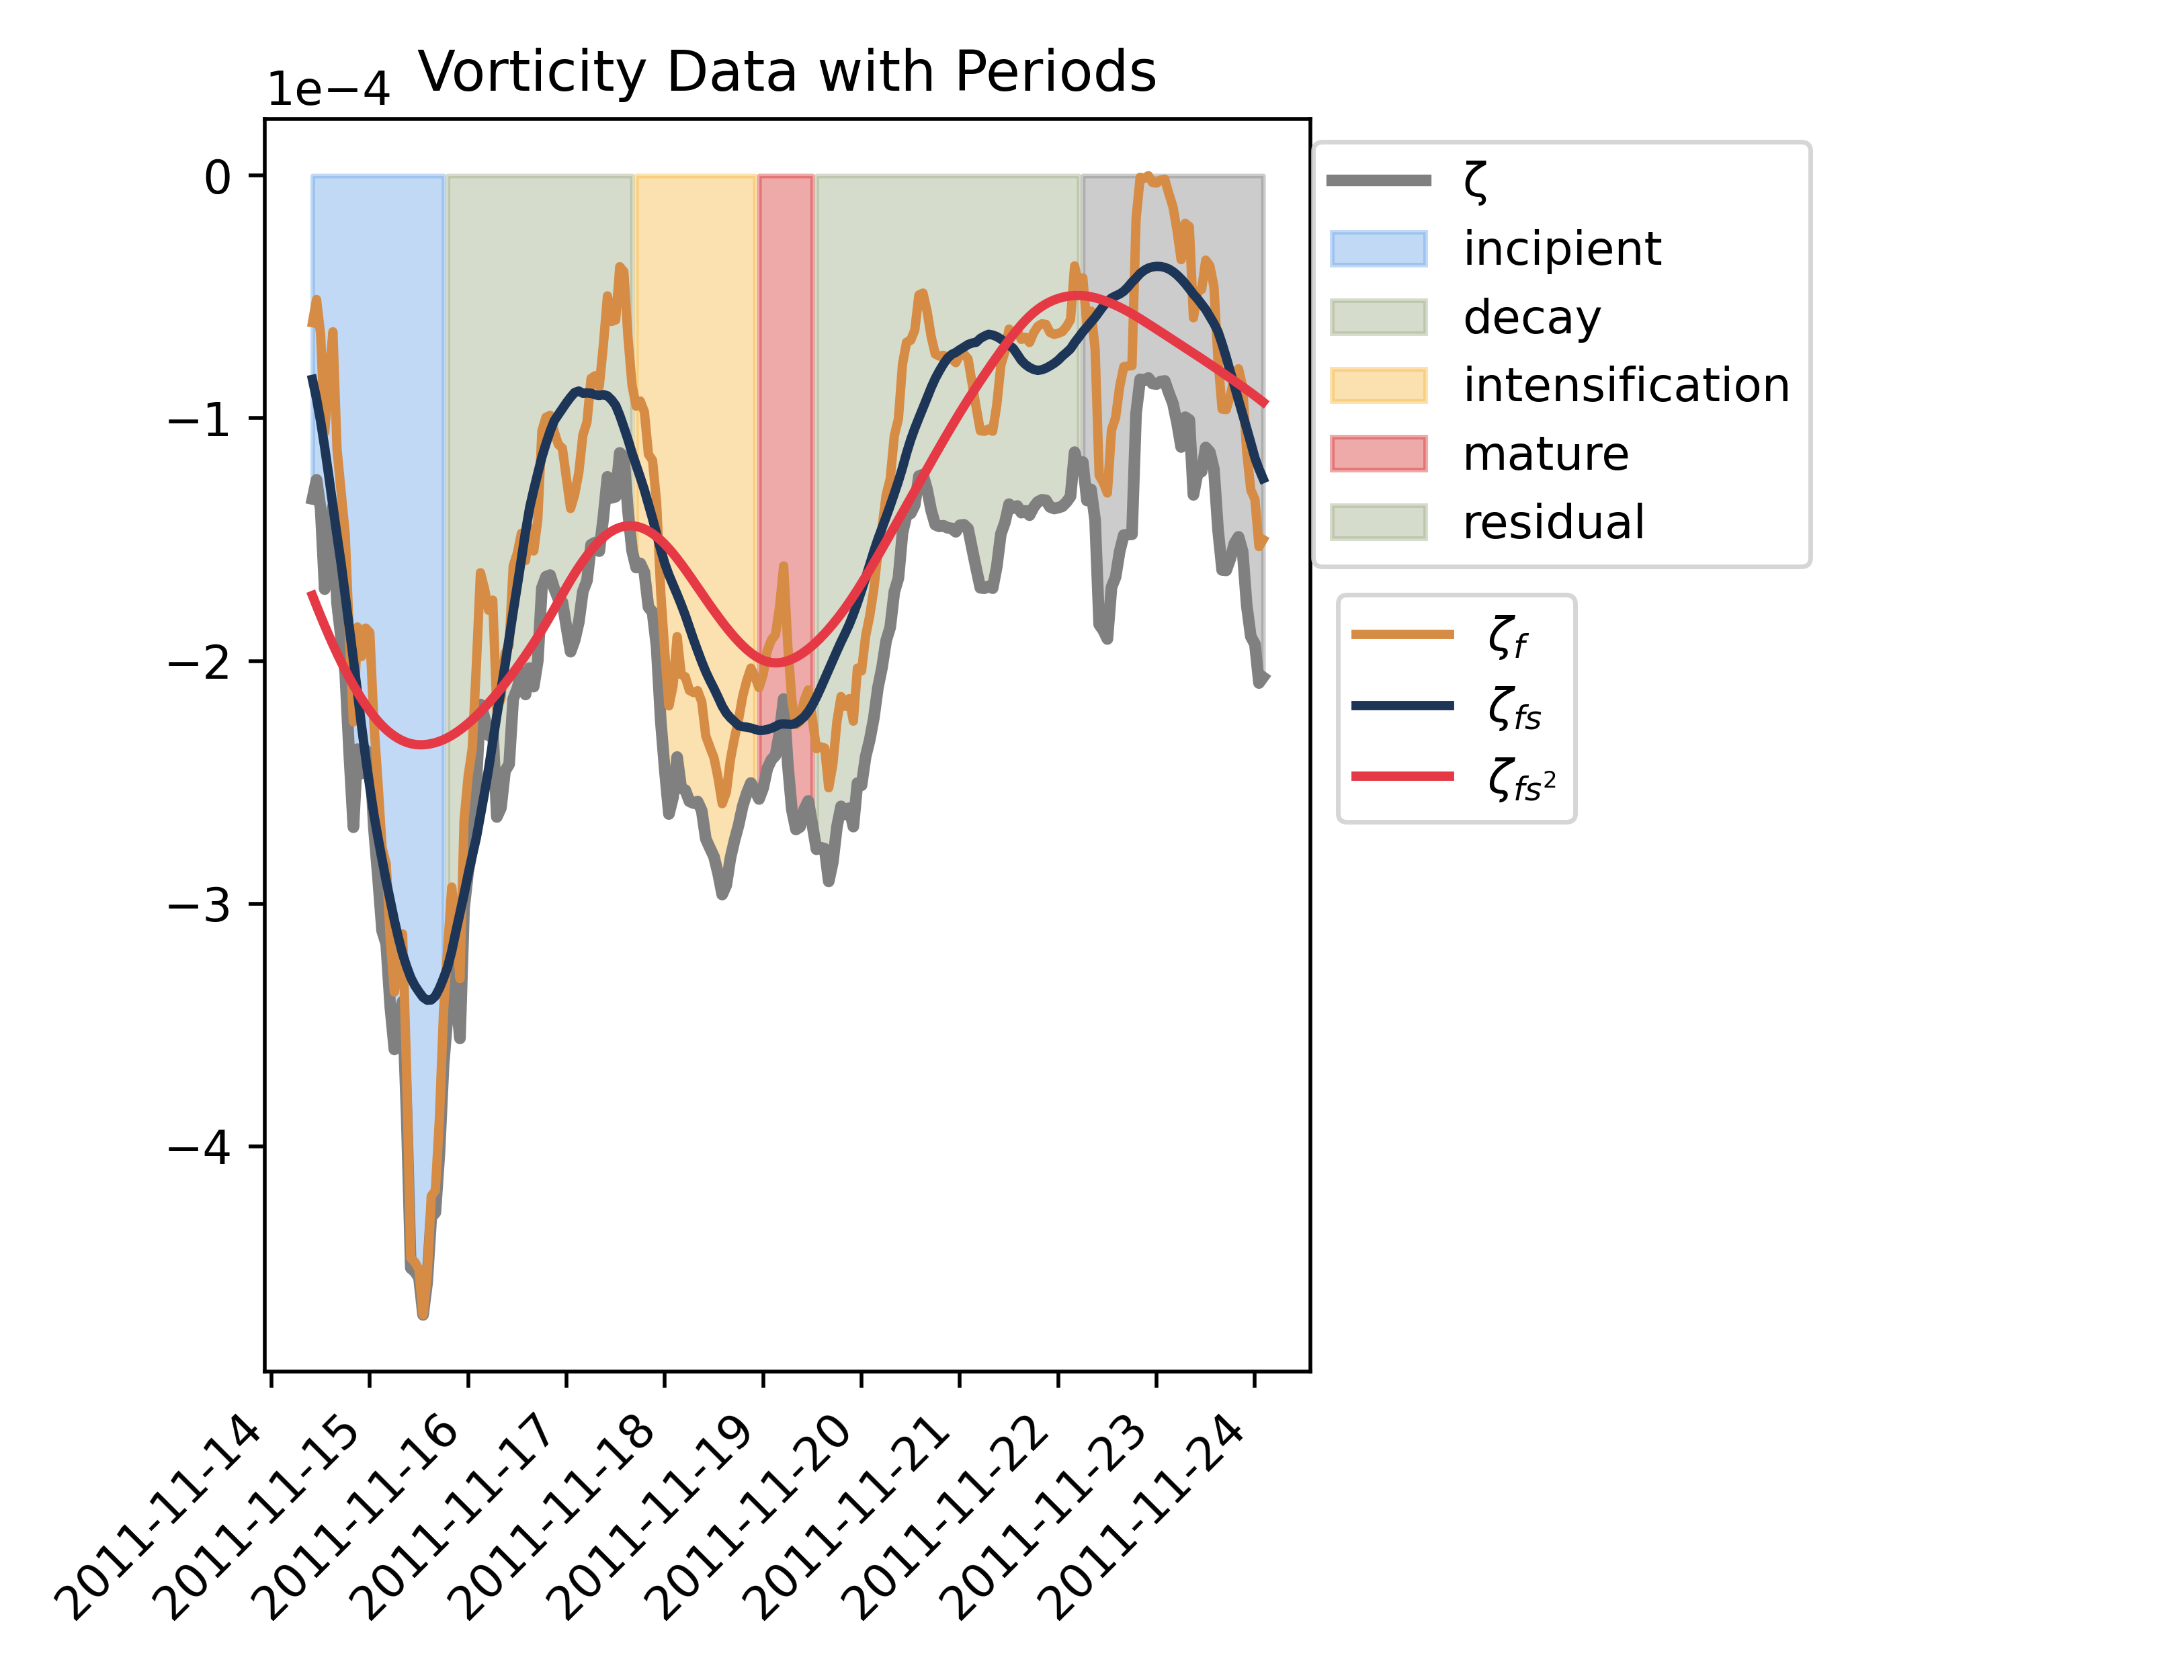 Vorticity Data with Periods
1e−4
0
−1
−2
−3
−4
2011-11-14
2011-11-15
2011-11-16
2011-11-17
2011-11-18
2011-11-19
2011-11-20
2011-11-21
2011-11-22
2011-11-23
2011-11-24
ζ
incipient
decay
intensification
mature
residual
ζf
ζfs
ζfs²